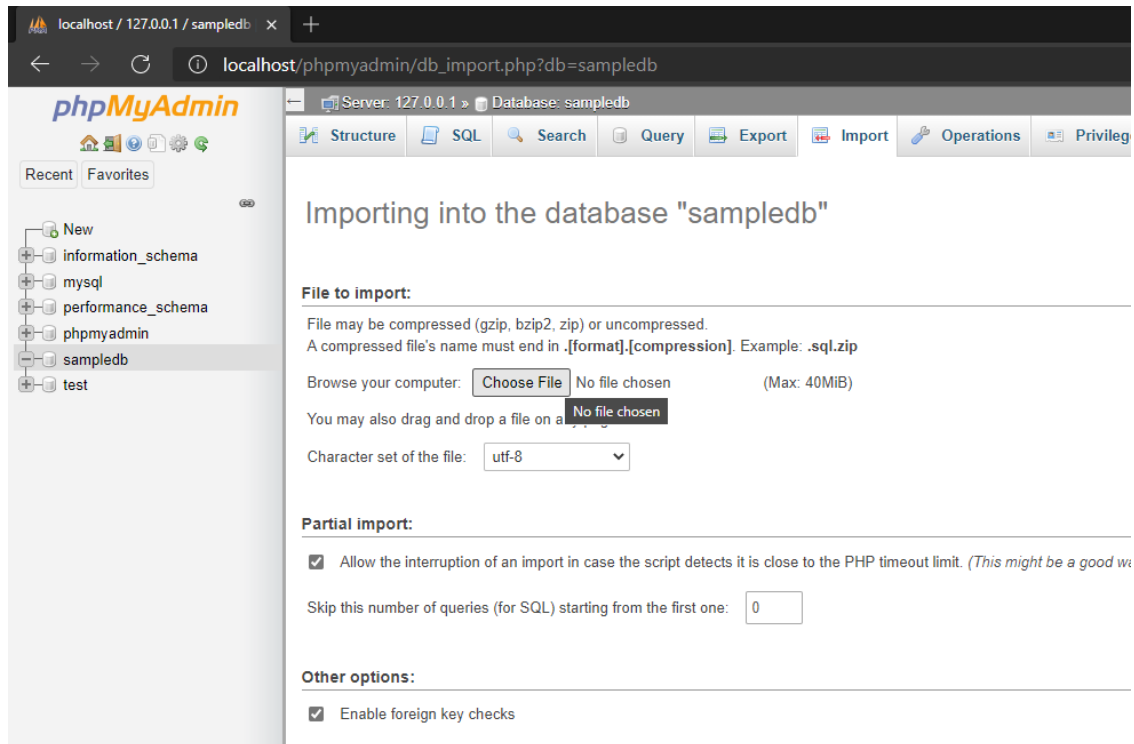 localhost / 127.0.0.1 / sampledb
localhost/phpmyadmin/db_import.php?db=sampledb
phpMyAdmin
Recent Favorites
New
information_schema
mysql
performance_schema
phpmyadmin
sampledb
test
Server: 127.0.0.1 » Database: sampledb
Structure SQL Search Query Export Import Operations
Importing into the database "sampledb"
File to import:
File may be compressed (gzip, bzip2, zip) or uncompressed.
A compressed file's name must end in .[format].[compression]. Example: .sql.zip
Browse your computer: Choose File No file chosen (Max: 40MiB)
No file chosen
You may also drag and drop a file on
Character set of the file: utf-8
Partial import:
Allow the interruption of an import in case the script detects it is close to the PHP timeout limit. (This might be a good
Skip this number of queries (for SQL) starting from the first one: 0
Other options:
Enable foreign key checks